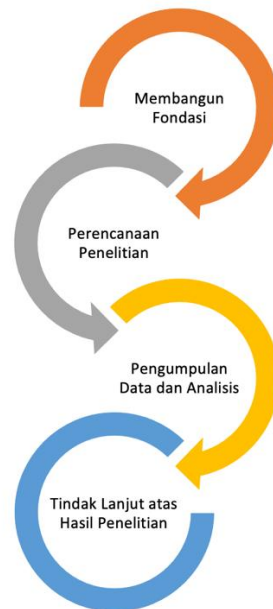 Membangun
Fondasi
Perencanaan
Penelitian
Pengumpulan
Data dan Analisis
Tindak Lanjut atas
Hasil Penelitian